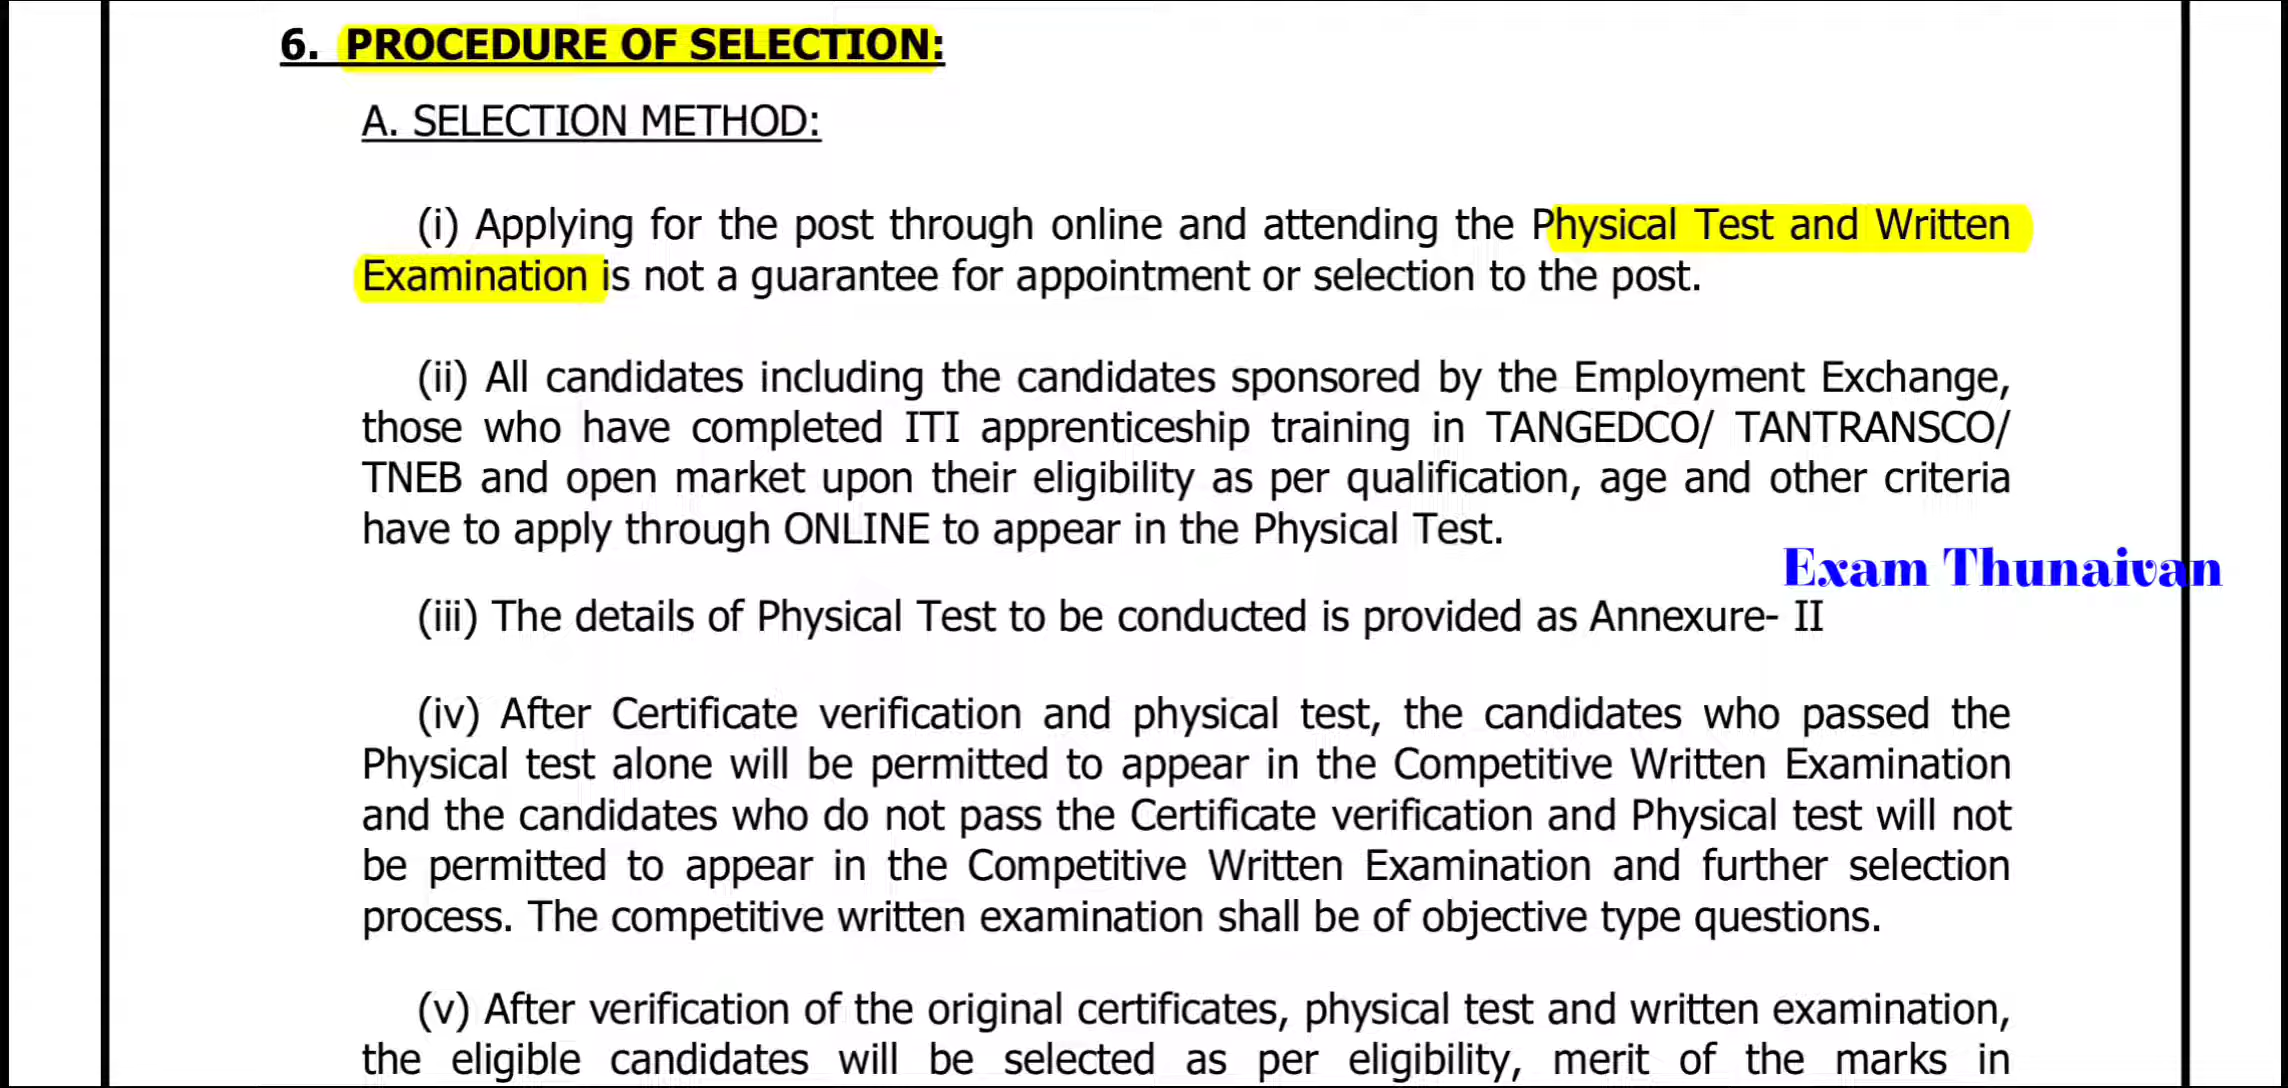 6. PROCEDURE OF SELECTION:
A. SELECTION METHOD:
(i) Applying for the post through online and attending the Physical Test and Written
Examination is not a guarantee for appointment or selection to the post.
(ii) All candidates including the candidates sponsored by the Employment Exchange,
those who have completed ITI apprenticeship training in TANGEDCO/ TANTRANSCO/
TNEB and open market upon their eligibility as per qualification, age and other criteria
have to apply through ONLINE to appear in the Physical Test.
Exam Thunaivan
(iii) The details of Physical Test to be conducted is provided as Annexure- II
(iv) After Certificate verification and physical test, the candidates who passed the
Physical test alone will be permitted to appear in the Competitive Written Examination
and the candidates who do not pass the Certificate verification and Physical test will not
be permitted to appear in the Competitive Written Examination and further selection
process. The competitive written examination shall be of objective type questions.
(v) After verification of the original certificates, physical test and written examination,
the eligible candidates will be selected as per eligibility, merit of the marks in